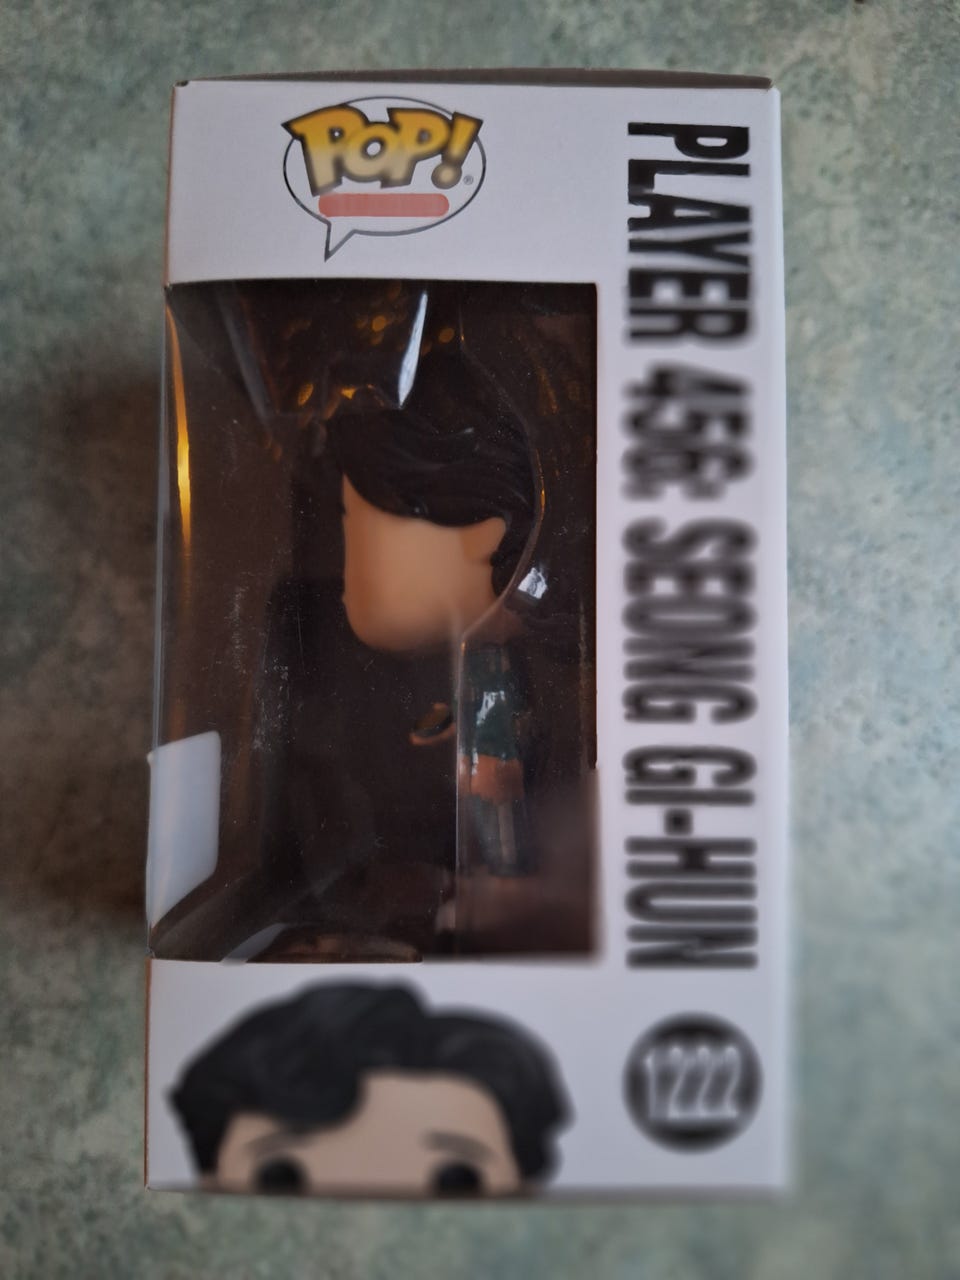 POP!
®
PLAYER 456: SEONG GI-HUN
1222